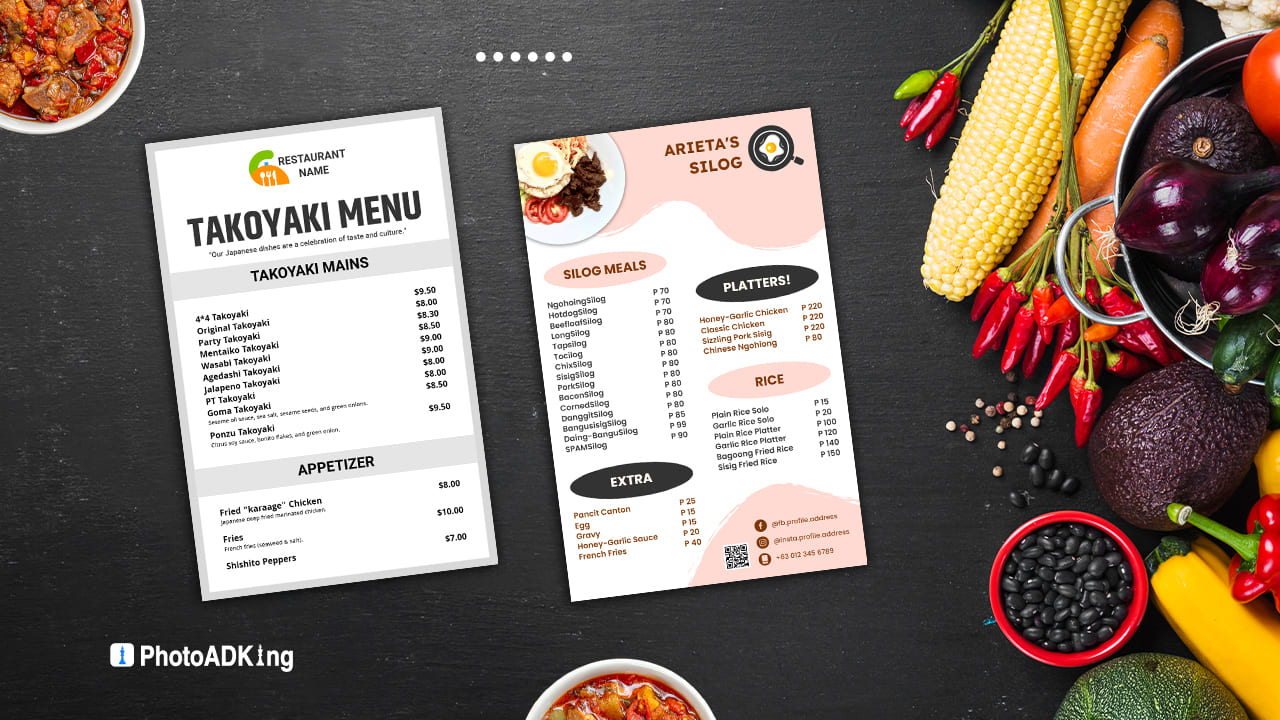 RESTAURANT
NAME
TAKOYAKI MENU
"Our Japanese dishes are a celebration of taste and culture."
TAKOYAKI MAINS
4*4 Takoyaki $9.50
Original Takoyaki $8.00
Party Takoyaki $8.30
Mentaiko Takoyaki $8.50
Wasabi Takoyaki $9.00
Agedashi Takoyaki $9.00
Jalapeno Takoyaki $8.00
PT Takoyaki $8.00
Goma Takoyaki $8.50
Sesame oil sauce, sea salt, sesame seeds, and green onions.
Ponzu Takoyaki $9.50
Citrus soy sauce, bonito flakes, and green onion.
APPETIZER
Fried "karaage" Chicken $8.00
Japanese deep fried marinated chicken.
Fries $10.00
French fries (seaweed & salt).
Shishito Peppers $7.00
ARIETA'S
SILOG
SILOG MEALS
NgohoingSilog P 70
HotdogSilog P 70
BeefloafSilog P 70
LongSilog P 80
Tapsilog P 80
Tocilog P 80
ChixSilog P 80
SisigSilog P 80
PorkSilog P 80
BaconSilog P 80
CornedSilog P 80
DanggitSilog P 80
BangusisigSilog P 85
Daing-BanguSilog P 99
SPAMSilog P 90
EXTRA
Pancit Canton P 25
Egg P 15
Gravy P 15
Honey-Garlic Sauce P 20
French Fries P 40
PLATTERS!
Honey-Garlic Chicken P 220
Classic Chicken P 220
Sizzling Pork Sisig P 220
Chinese Ngohiong P 80
RICE
Plain Rice Solo P 15
Garlic Rice Solo P 20
Plain Rice Platter P 100
Garlic Rice Platter P 120
Bagoong Fried Rice P 140
Sisig Fried Rice P 150
@fb.profile.address
@insta.profile.address
+63 012 345 6789
PhotoADKing